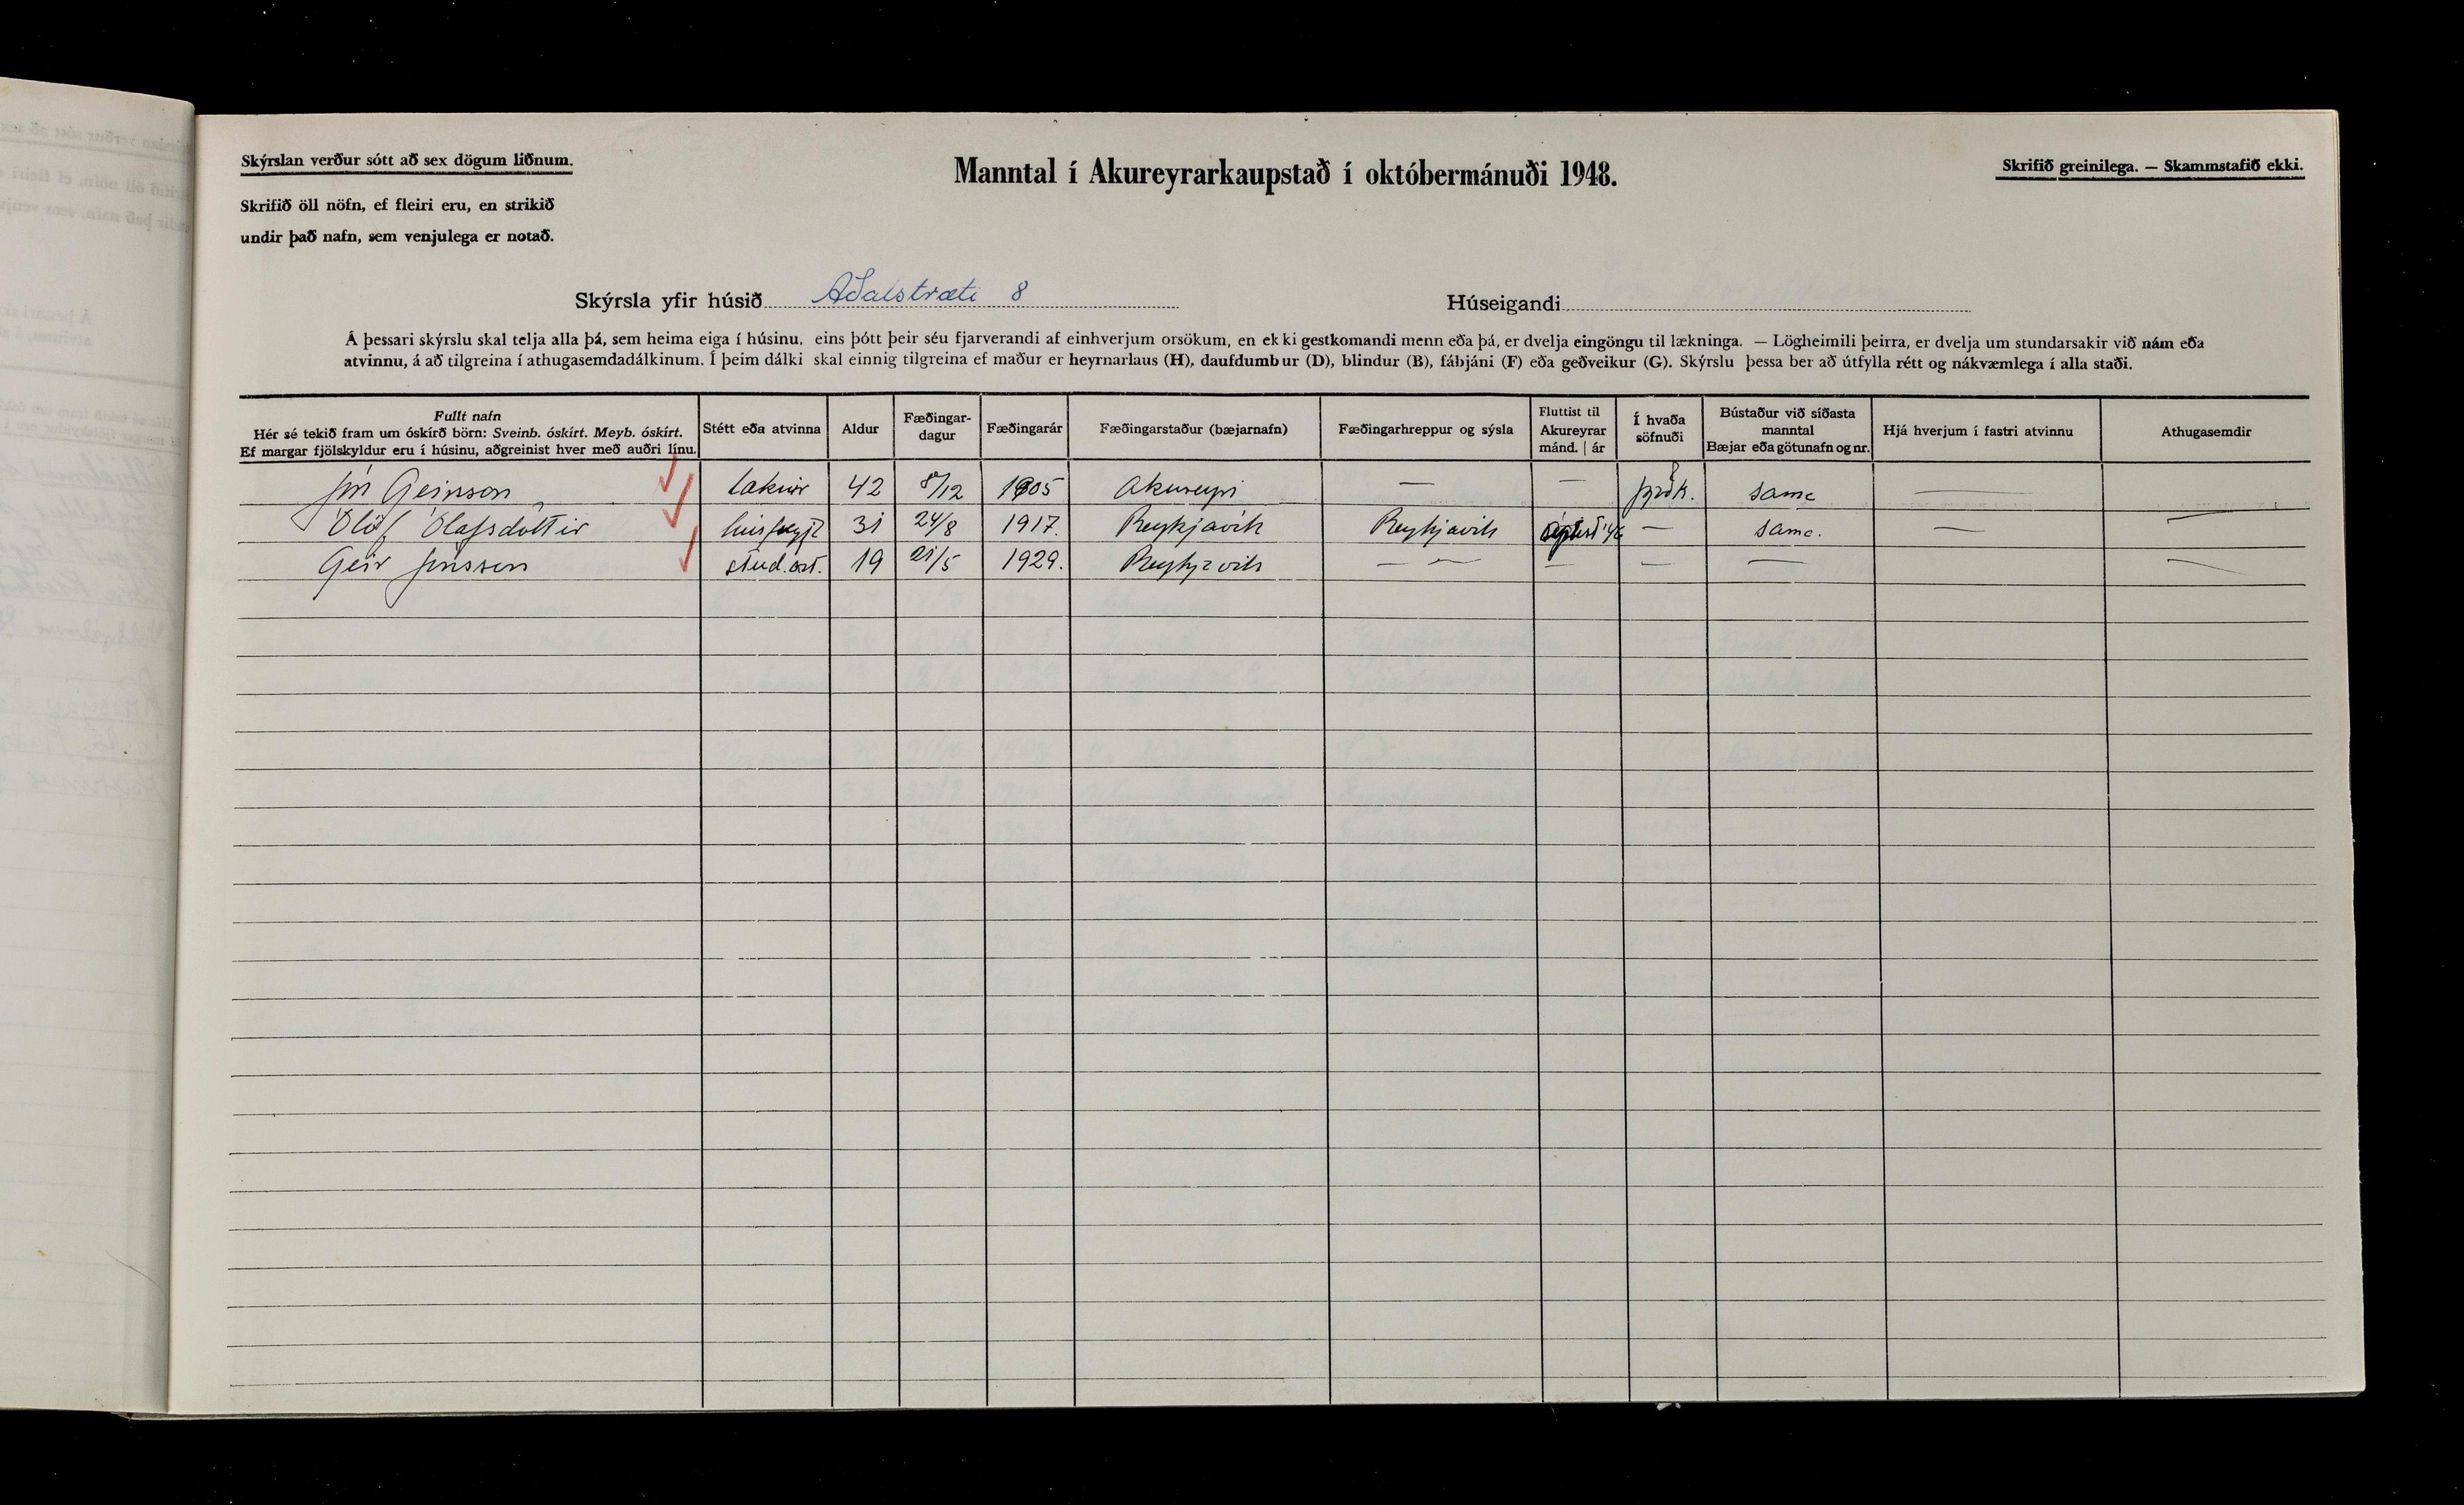 Skýrslan verður sótt að sex dögum liðnum.
Manntal í Akureyrarkaupstað í októbermánuði 1948.
Skrifið greinilega. — Skammstafið ekki.
Skrifið öll nöfn, ef fleiri eru, en strikið
undir það nafn, sem venjulega er notað.
Skýrsla yfir húsið Aðalstræti 8 Húseigandi
Á þessari skýrslu skal telja alla þá, sem heima eiga í húsinu, eins þótt þeir séu fjarverandi af einhverjum orsökum, en ekki gestkomandi menn eða þá, er dvelja eingöngu til lækninga. — Lögheimili þeirra, er dvelja um stundarsakir við nám eða
atvinnu, á að tilgreina í athugasemdadálkinum. Í þeim dálki skal einnig tilgreina ef maður er heyrnarlaus (H), daufdumbur (D), blindur (B), fábjáni (F) eða geðveikur (G). Skýrslu þessa ber að útfylla rétt og nákvæmlega í alla staði.
Fullt nafn
Hér sé tekið fram um óskírð börn: Sveinb. óskírt. Meyb. óskírt.
Ef margar fjölskyldur eru í húsinu, aðgreinist hver með auðri línu.
Stétt eða atvinna
Aldur
Fæðingar-
dagur
Fæðingarár
Fæðingarstaður (bæjarnafn)
Fæðingarhreppur og sýsla
Fluttist til
Akureyrar
mánd. | ár
Í hvaða
söfnuði
Bústaður við síðasta
manntal
Bæjar eða götunafn og nr.
Hjá hverjum í fastri atvinnu
Athugasemdir
Jón Geirsson 42 8/12 1905 Akureyri — — þjóðk. sama —
Ólöf Ólafsdóttir 31 24/8 1917. Reykjavík Reykjavík — sama. — —
Geir Jónsson stud. art. 19 21/5 1929. Reykjavík — — — — — —